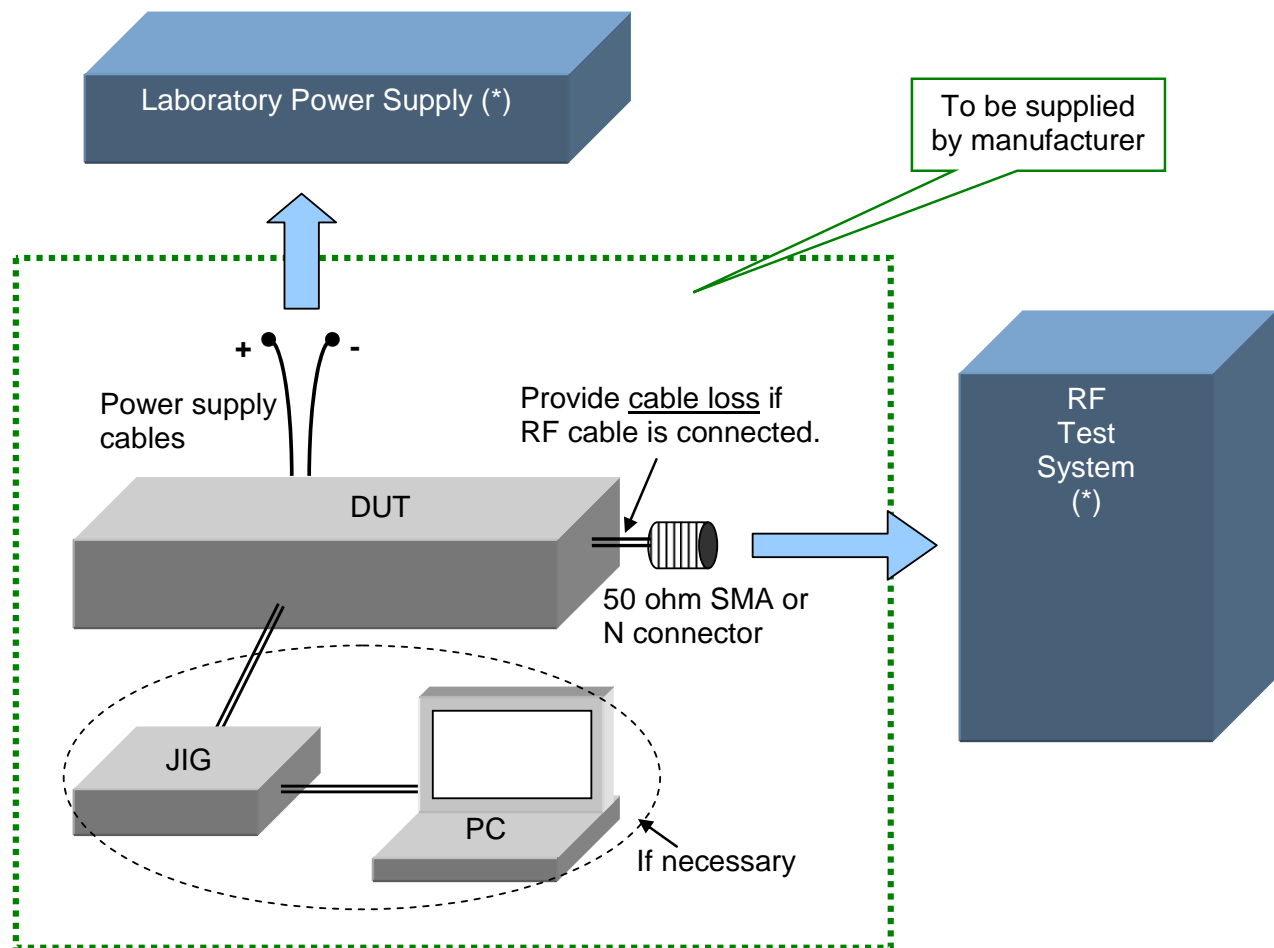 Laboratory Power Supply (*)
To be supplied
by manufacturer
+
-
Power supply
cables
Provide cable loss if
RF cable is connected.
RF
Test
System
(*)
DUT
50 ohm SMA or
N connector
JIG
PC
If necessary